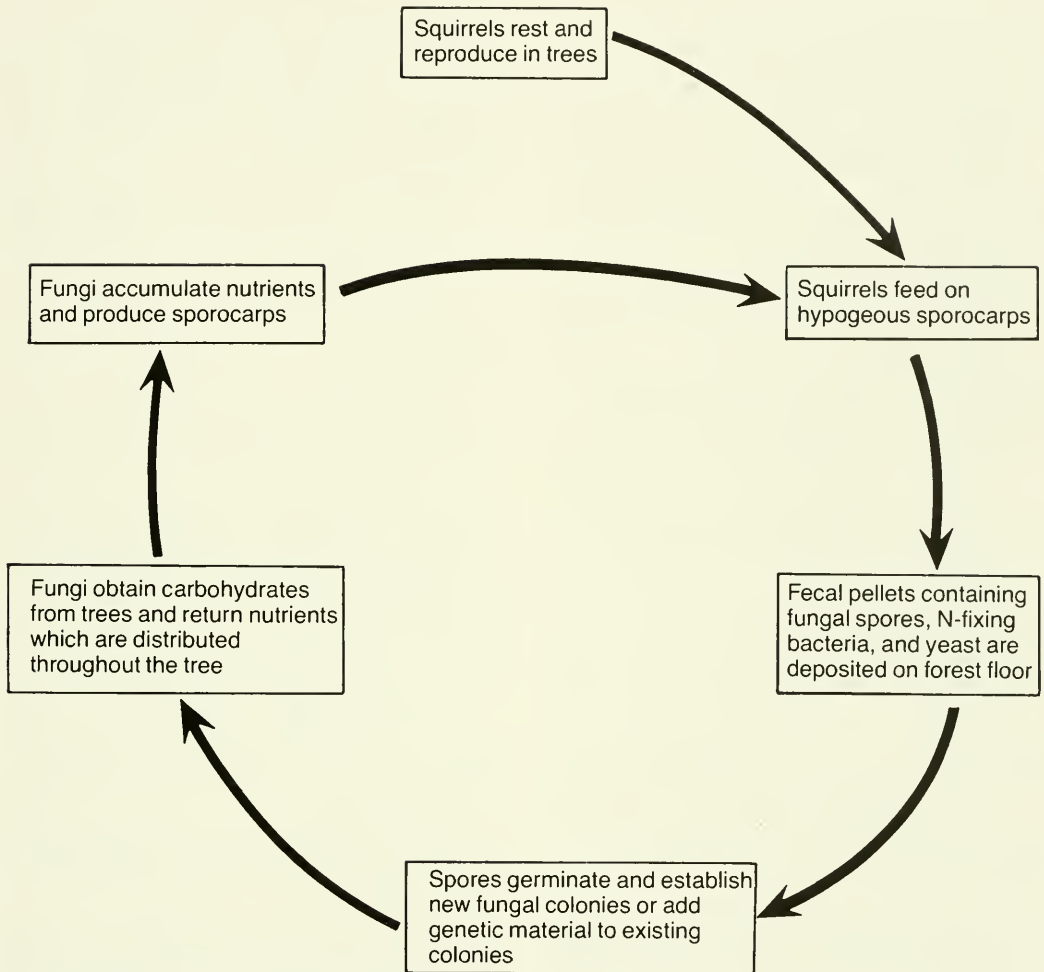 Squirrels rest and
reproduce in trees
Fungi accumulate nutrients
and produce sporocarps
Squirrels feed on
hypogeous sporocarps
Fungi obtain carbohydrates
from trees and return nutrients
which are distributed
throughout the tree
Fecal pellets containing
fungal spores, N-fixing
bacteria, and yeast are
deposited on forest floor
Spores germinate and establish
new fungal colonies or add
genetic material to existing
colonies